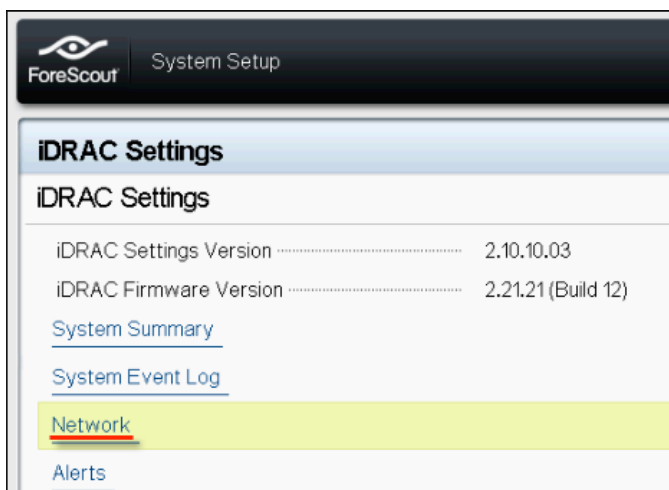 ForeScout
System Setup
iDRAC Settings
iDRAC Settings
iDRAC Settings Version 2.10.10.03
iDRAC Firmware Version 2.21.21 (Build 12)
System Summary
System Event Log
Network
Alerts